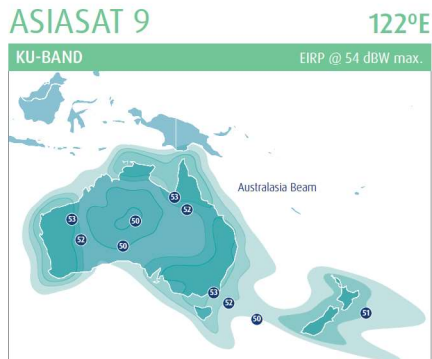 ASIASAT 9
122ºE
KU-BAND
EIRP @ 54 dBW max.
Australasia Beam
53
52
53
50
52
50
53
52
50
51